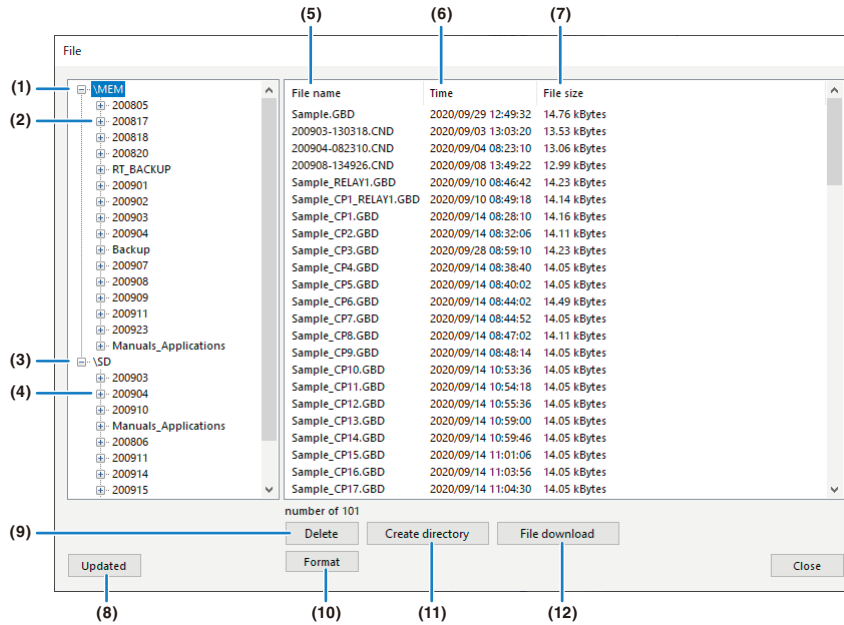 (5) (6) (7)
File
(1) \MEM
200805
(2) 200817
200818
200820
RT_BACKUP
200901
200902
200903
200904
Backup
200907
200908
200909
200911
200923
Manuals_Applications
(3) \SD
200903
(4) 200904
200910
Manuals_Applications
200806
200911
200914
200915
File name Time File size
Sample.GBD 2020/09/29 12:49:32 14.76 kBytes
200903-130318.CND 2020/09/03 13:03:20 13.53 kBytes
200904-082310.CND 2020/09/04 08:23:10 13.06 kBytes
200908-134926.CND 2020/09/08 13:49:22 12.99 kBytes
Sample_RELAY1.GBD 2020/09/10 08:46:42 14.23 kBytes
Sample_CP1_RELAY1.GBD 2020/09/10 08:49:18 14.14 kBytes
Sample_CP1.GBD 2020/09/14 08:28:10 14.16 kBytes
Sample_CP2.GBD 2020/09/14 08:32:06 14.11 kBytes
Sample_CP3.GBD 2020/09/28 08:59:10 14.23 kBytes
Sample_CP4.GBD 2020/09/14 08:38:40 14.05 kBytes
Sample_CP5.GBD 2020/09/14 08:40:02 14.05 kBytes
Sample_CP6.GBD 2020/09/14 08:44:02 14.49 kBytes
Sample_CP7.GBD 2020/09/14 08:44:52 14.05 kBytes
Sample_CP8.GBD 2020/09/14 08:47:02 14.11 kBytes
Sample_CP9.GBD 2020/09/14 08:48:14 14.05 kBytes
Sample_CP10.GBD 2020/09/14 10:53:36 14.05 kBytes
Sample_CP11.GBD 2020/09/14 10:54:18 14.05 kBytes
Sample_CP12.GBD 2020/09/14 10:55:36 14.05 kBytes
Sample_CP13.GBD 2020/09/14 10:59:00 14.05 kBytes
Sample_CP14.GBD 2020/09/14 10:59:46 14.05 kBytes
Sample_CP15.GBD 2020/09/14 11:01:06 14.05 kBytes
Sample_CP16.GBD 2020/09/14 11:03:56 14.05 kBytes
Sample_CP17.GBD 2020/09/14 11:04:30 14.05 kBytes
number of 101
(9) Delete Create directory File download
Updated Format Close
(8) (10) (11) (12)